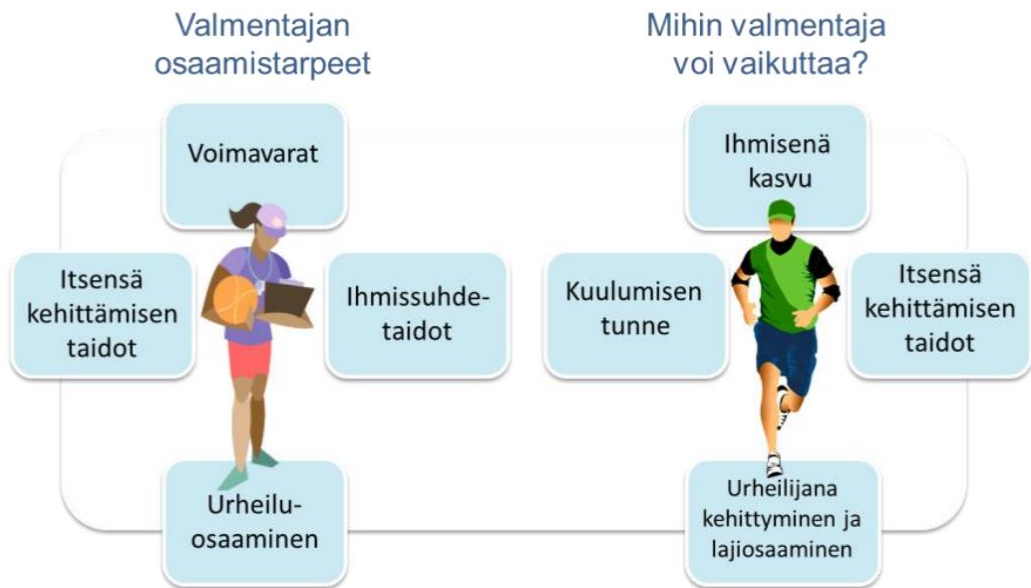 Valmentajan
osaamistarpeet
Voimavarat
Itsensä
kehittämisen
taidot
Ihmissuhde-
taidot
Urheilu-
osaaminen
Mihin valmentaja
voi vaikuttaa?
Ihmisenä
kasvu
Kuulumisen
tunne
Itsensä
kehittämisen
taidot
Urheilijana
kehittyminen ja
lajiosaaminen